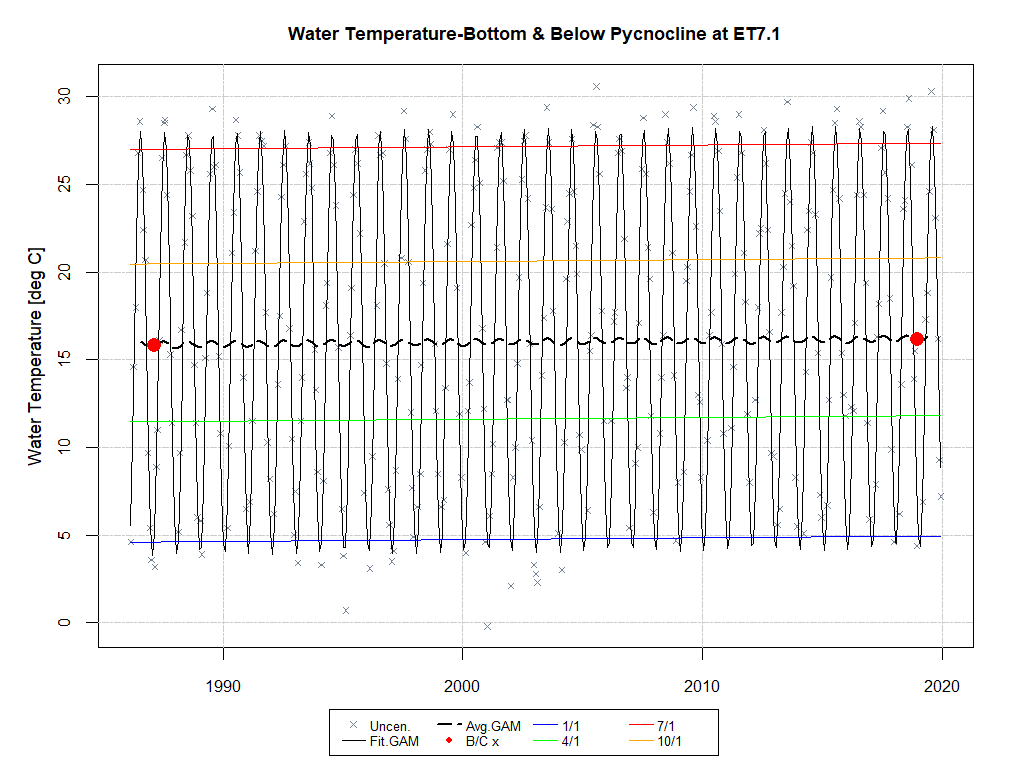 Water Temperature-Bottom & Below Pycnocline at ET7.1
Water Temperature [deg C]
30
25
20
15
10
5
0
1990 2000 2010 2020
Uncen. Avg.GAM 1/1 7/1
Fit.GAM B/C x 4/1 10/1